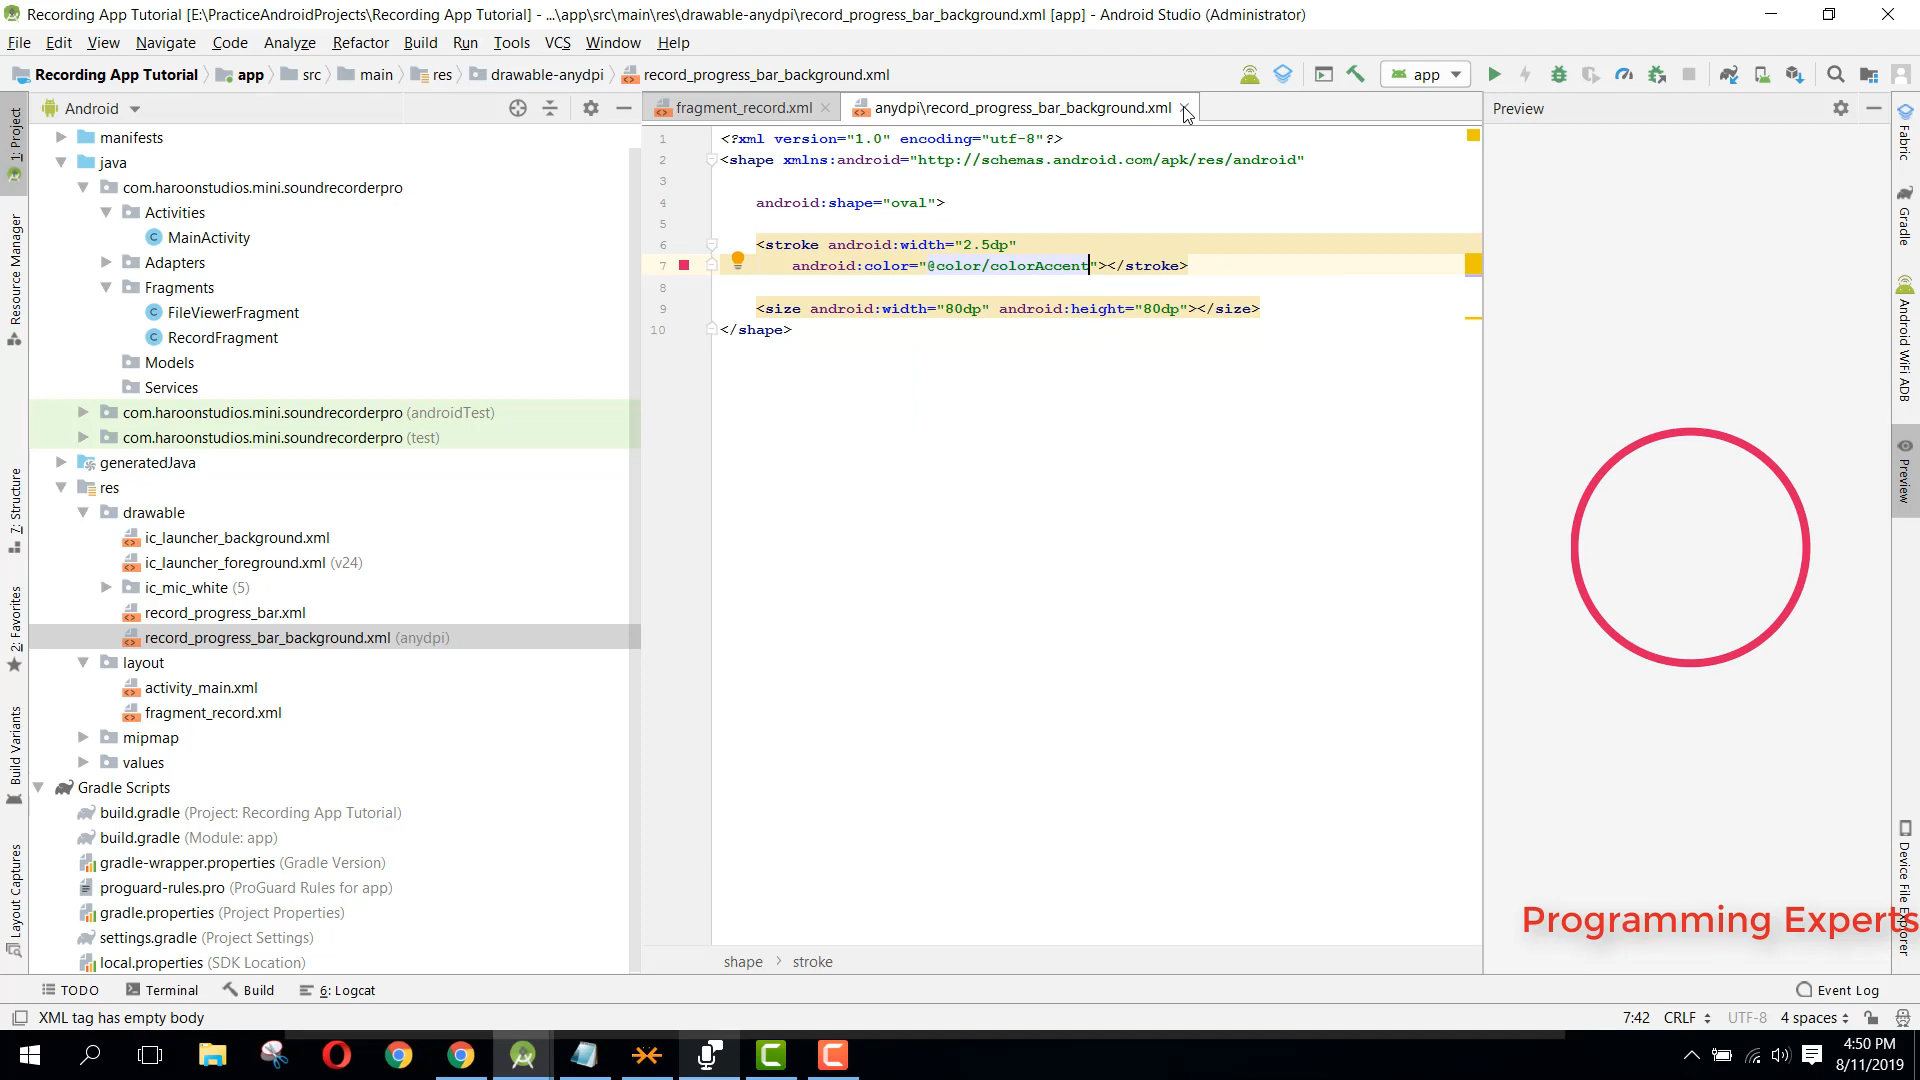 Recording App Tutorial [E:\PracticeAndroidProjects\Recording App Tutorial] - ...\app\src\main\res\drawable-anydpi\record_progress_bar_background.xml [app] - Android Studio (Administrator)
File Edit View Navigate Code Analyze Refactor Build Run Tools VCS Window Help
Recording App Tutorial app src main res drawable-anydpi record_progress_bar_background.xml app
Android
fragment_record.xml anydpi\record_progress_bar_background.xml
Preview
manifests
java
com.haroonstudios.mini.soundrecorderpro
Activities
MainActivity
Adapters
Fragments
FileViewerFragment
RecordFragment
Models
Services
com.haroonstudios.mini.soundrecorderpro (androidTest)
com.haroonstudios.mini.soundrecorderpro (test)
generatedJava
res
drawable
ic_launcher_background.xml
ic_launcher_foreground.xml (v24)
ic_mic_white (5)
record_progress_bar.xml
record_progress_bar_background.xml (anydpi)
layout
activity_main.xml
fragment_record.xml
mipmap
values
Gradle Scripts
build.gradle (Project: Recording App Tutorial)
build.gradle (Module: app)
gradle-wrapper.properties (Gradle Version)
proguard-rules.pro (ProGuard Rules for app)
gradle.properties (Project Properties)
settings.gradle (Project Settings)
local.properties (SDK Location)
1 <?xml version="1.0" encoding="utf-8"?>
2 <shape xmlns:android="http://schemas.android.com/apk/res/android"
3
4 android:shape="oval">
5
6 <stroke android:width="2.5dp"
7 android:color="@color/colorAccent"></stroke>
8
9 <size android:width="80dp" android:height="80dp"></size>
10 </shape>
shape > stroke
1: Project
Resource Manager
7: Structure
2: Favorites
Build Variants
Layout Captures
Fabric
Gradle
Android WiFi ADB
Preview
Device File Explorer
Programming Experts
TODO Terminal Build 6: Logcat Event Log
XML tag has empty body 7:42 CRLF UTF-8 4 spaces
4:50 PM
8/11/2019